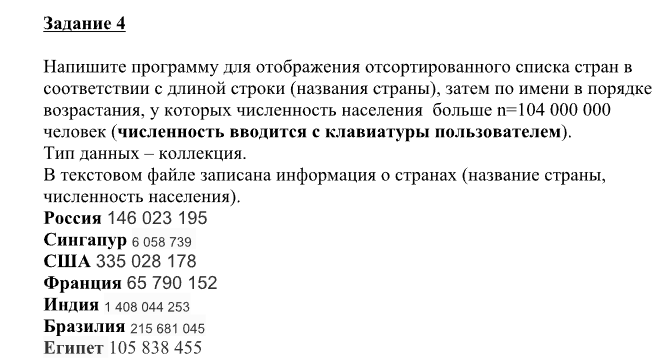 Задание 4
Напишите программу для отображения отсортированного списка стран в
соответствии с длиной строки (названия страны), затем по имени в порядке
возрастания, у которых численность населения больше n=104 000 000
человек (численность вводится с клавиатуры пользователем).
Тип данных – коллекция.
В текстовом файле записана информация о странах (название страны,
численность населения).
Россия 146 023 195
Сингапур 6 058 739
США 335 028 178
Франция 65 790 152
Индия 1 408 044 253
Бразилия 215 681 045
Египет 105 838 455